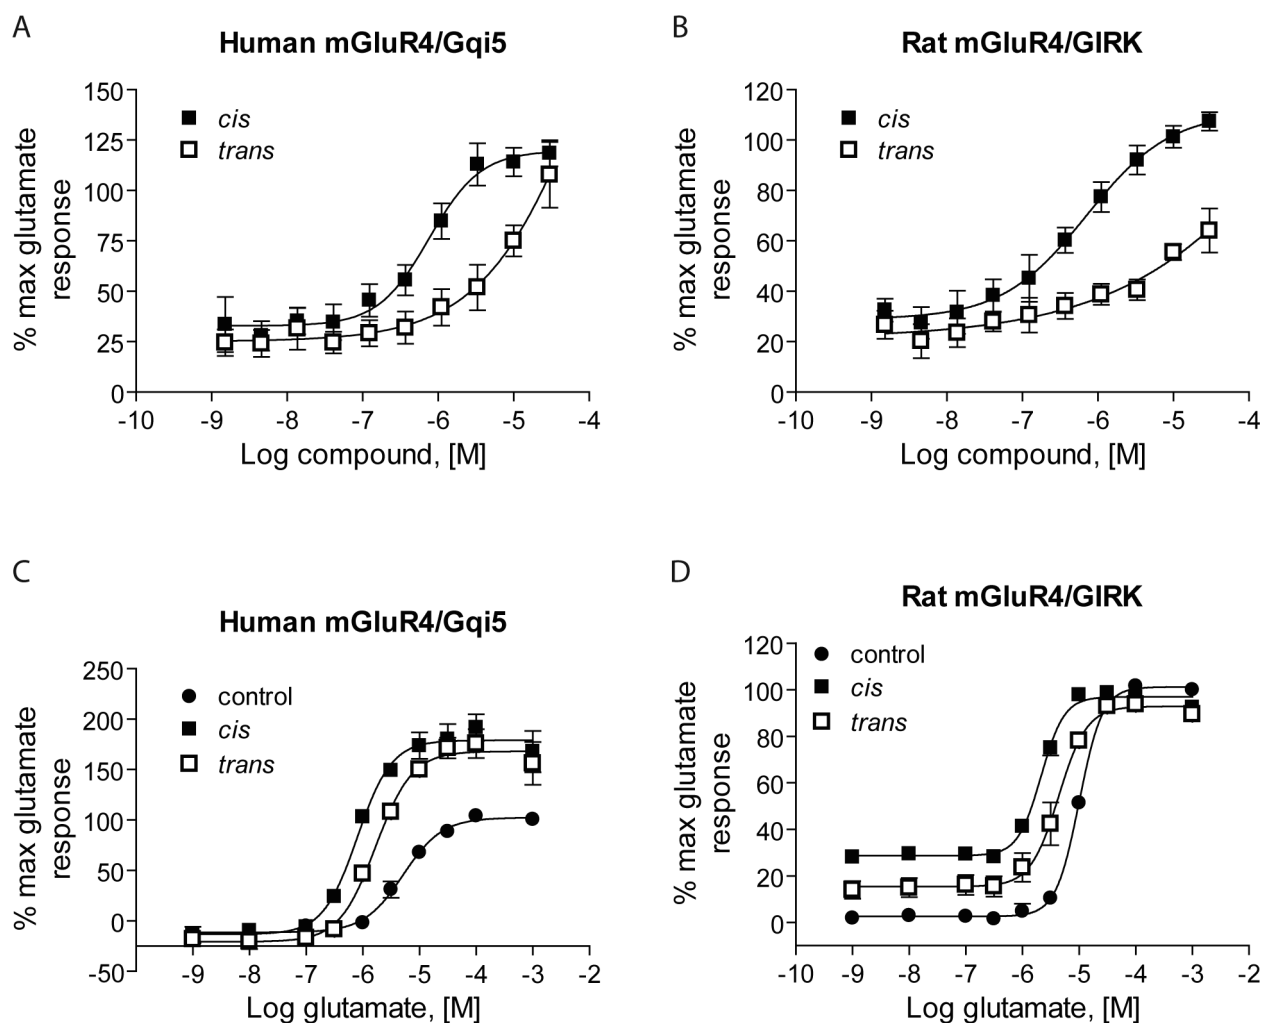 A
Human mGluR4/Gqi5
% max glutamate
response
150
125
100
75
50
25
0
cis
trans
-10 -9 -8 -7 -6 -5 -4
Log compound, [M]
B
Rat mGluR4/GIRK
% max glutamate
response
120
100
80
60
40
20
0
cis
trans
-10 -9 -8 -7 -6 -5 -4
Log compound, [M]
C
Human mGluR4/Gqi5
% max glutamate
response
250
200
150
100
50
0
-50
control
cis
trans
-9 -8 -7 -6 -5 -4 -3 -2
Log glutamate, [M]
D
Rat mGluR4/GIRK
% max glutamate
response
120
100
80
60
40
20
0
control
cis
trans
-10 -9 -8 -7 -6 -5 -4 -3 -2
Log glutamate, [M]